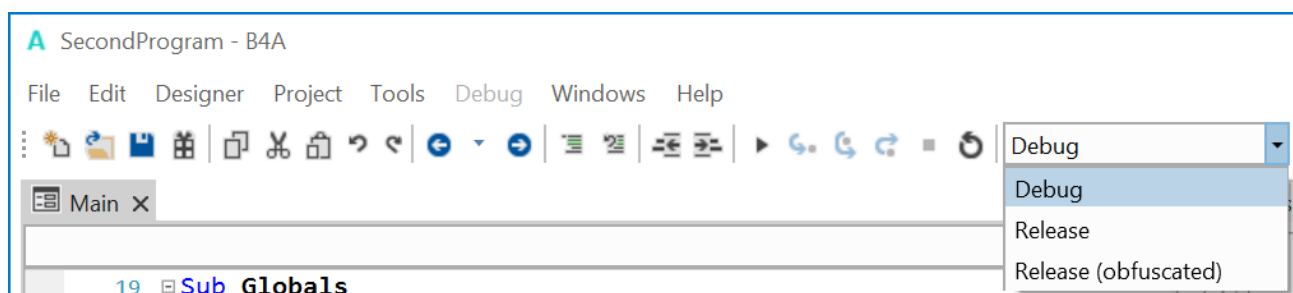 SecondProgram - B4A
File Edit Designer Project Tools Debug Windows Help
Debug
Debug
Main
Release
Release (obfuscated)
19 Sub Globals